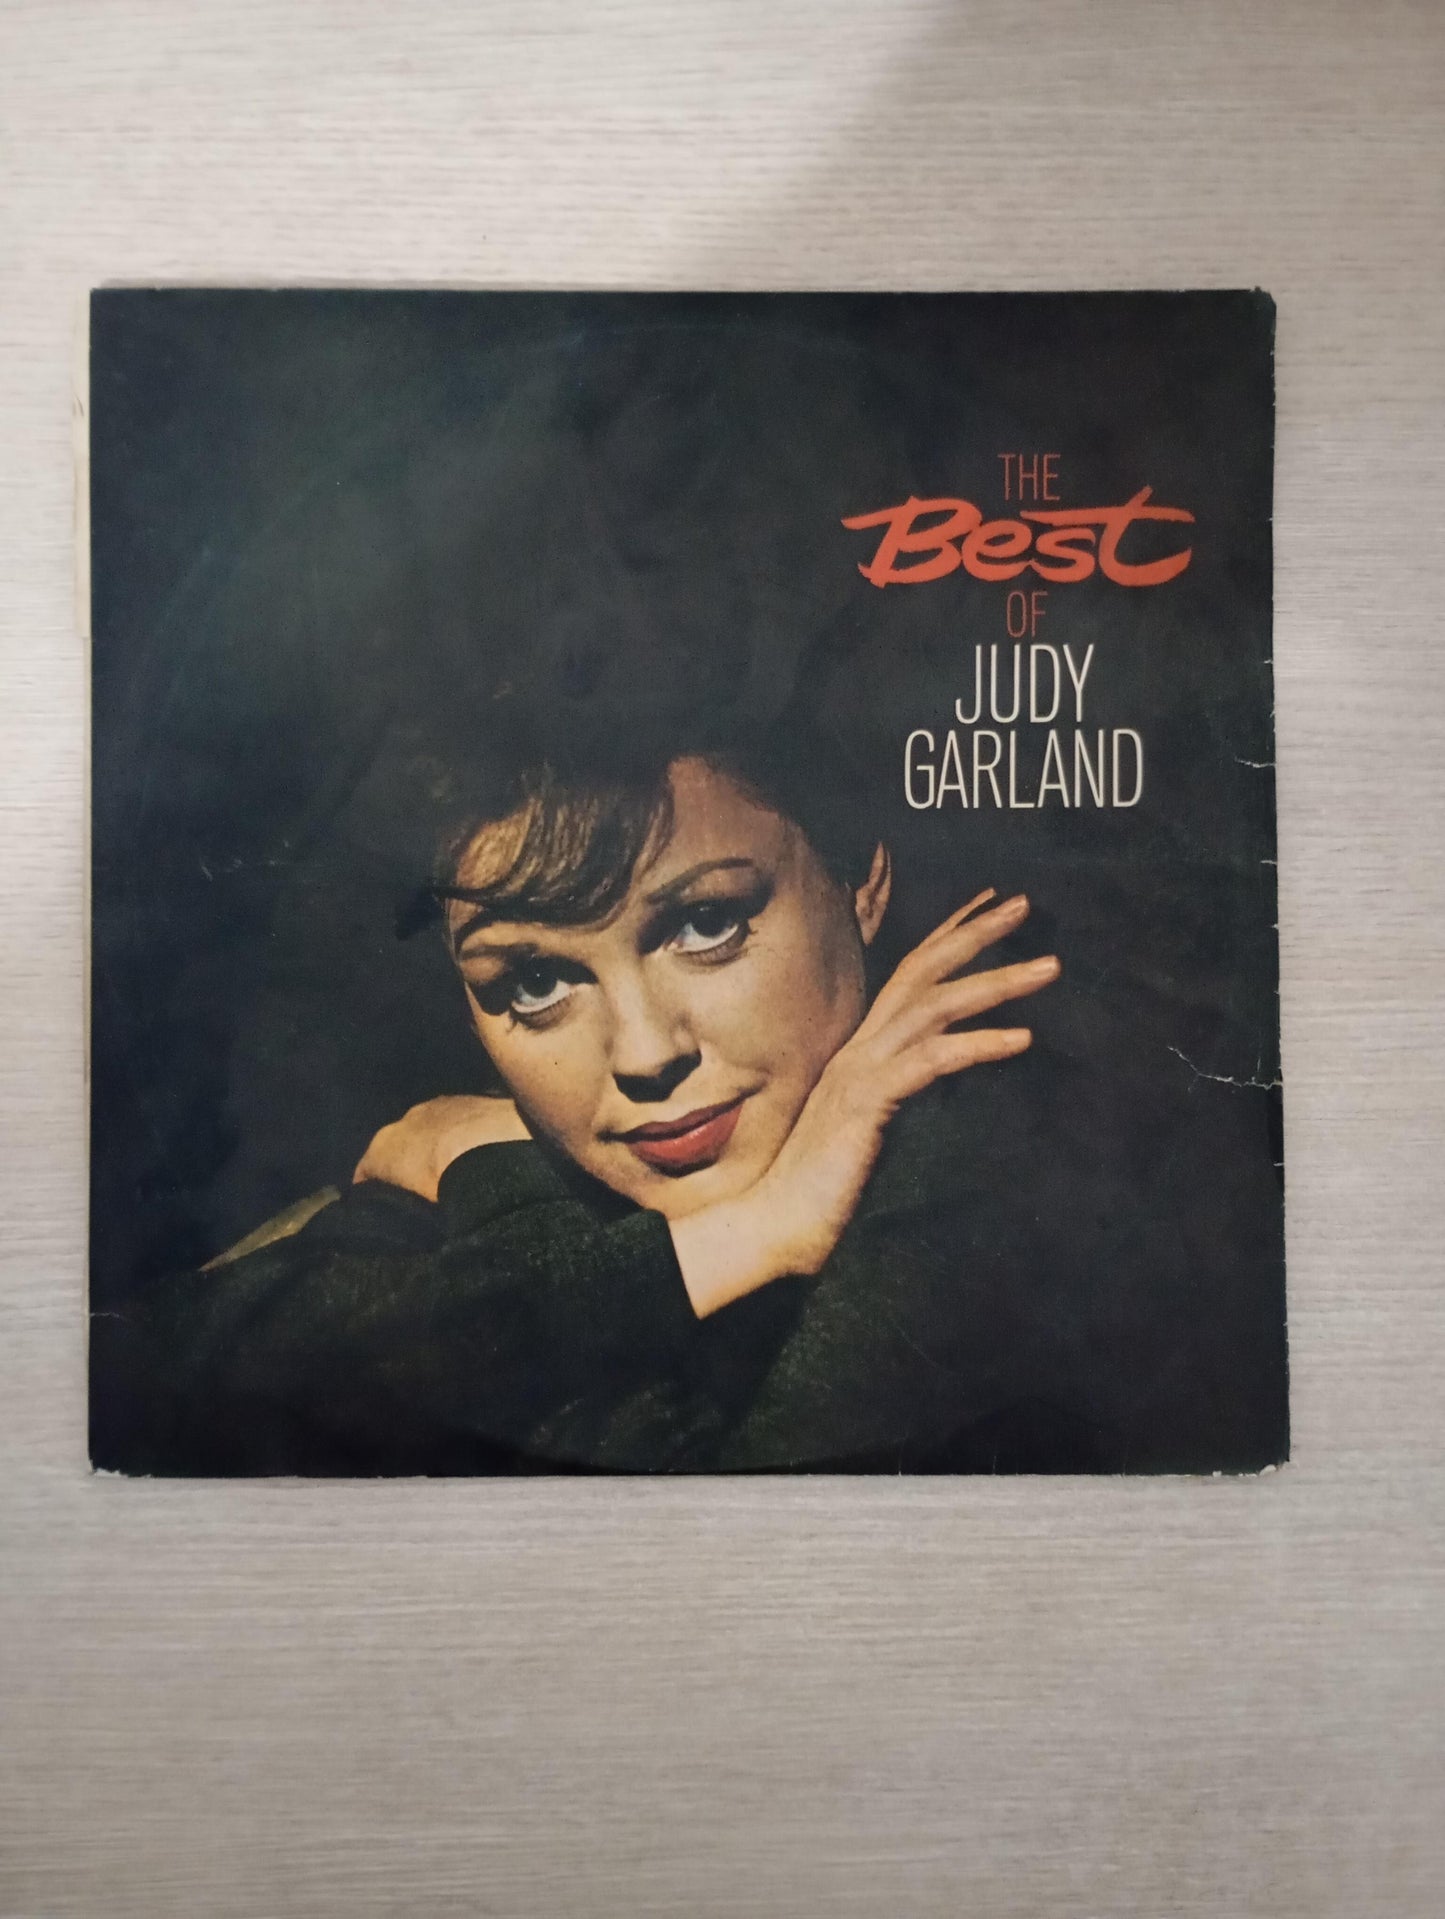 THE
Best
OF
JUDY
GARLAND